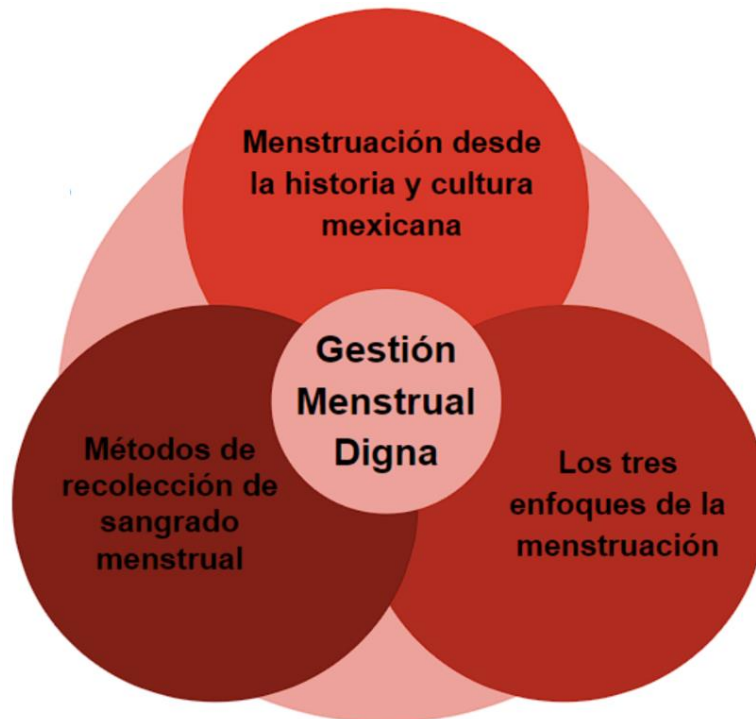 Menstruación desde
la historia y cultura
mexicana
Gestión
Menstrual
Digna
Métodos de
recolección de
sangrado
menstrual
Los tres
enfoques de la
menstruación